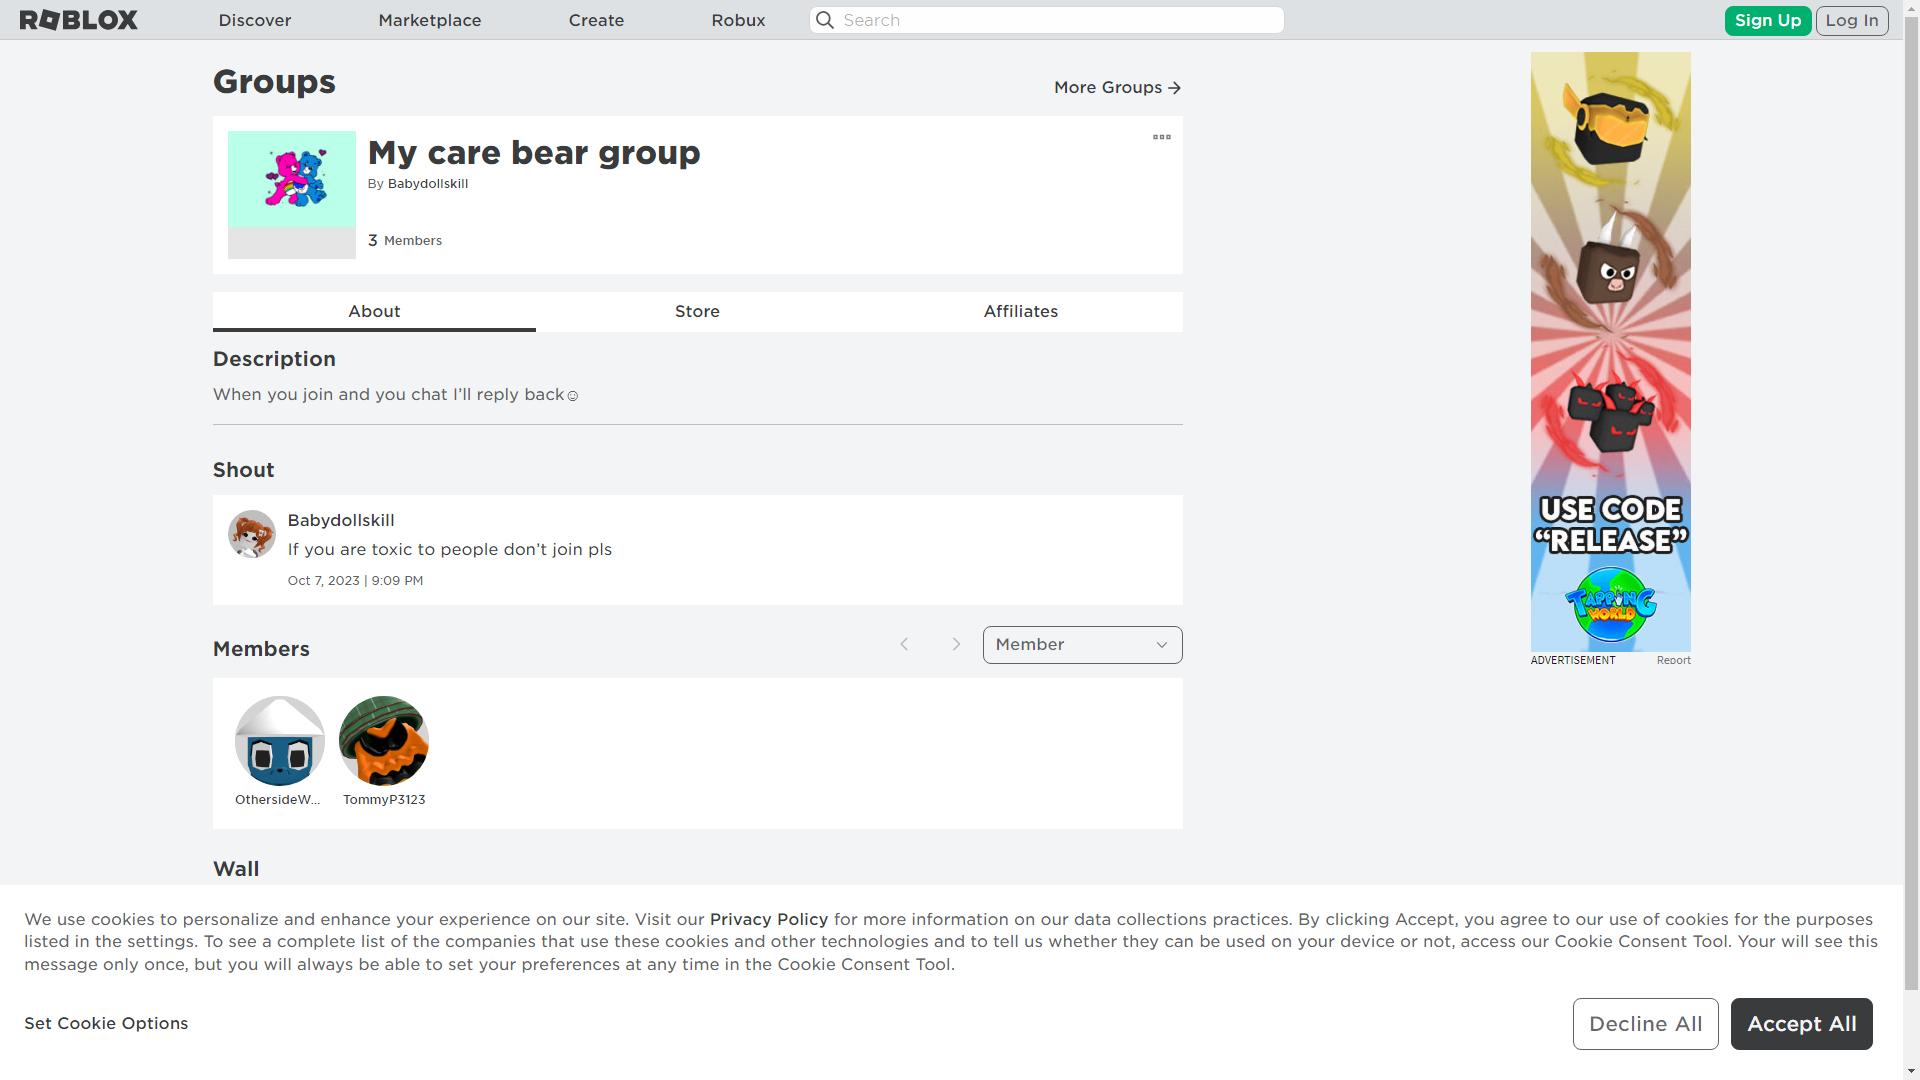 ROBLOX
Discover
Marketplace
Create
Robux
Search
Sign Up
Log In
Groups
More Groups
My care bear group
By Babydollskill
3 Members
About
Store
Affiliates
Description
When you join and you chat I’ll reply back☺
Shout
Babydollskill
If you are toxic to people don’t join pls
Oct 7, 2023 | 9:09 PM
Members
Member
OthersideW...
TommyP3123
Wall
USE CODE
“RELEASE”
TAPPING
WORLD
ADVERTISEMENT
Report
We use cookies to personalize and enhance your experience on our site. Visit our Privacy Policy for more information on our data collections practices. By clicking Accept, you agree to our use of cookies for the purposes
listed in the settings. To see a complete list of the companies that use these cookies and other technologies and to tell us whether they can be used on your device or not, access our Cookie Consent Tool. Your will see this
message only once, but you will always be able to set your preferences at any time in the Cookie Consent Tool.
Set Cookie Options
Decline All
Accept All